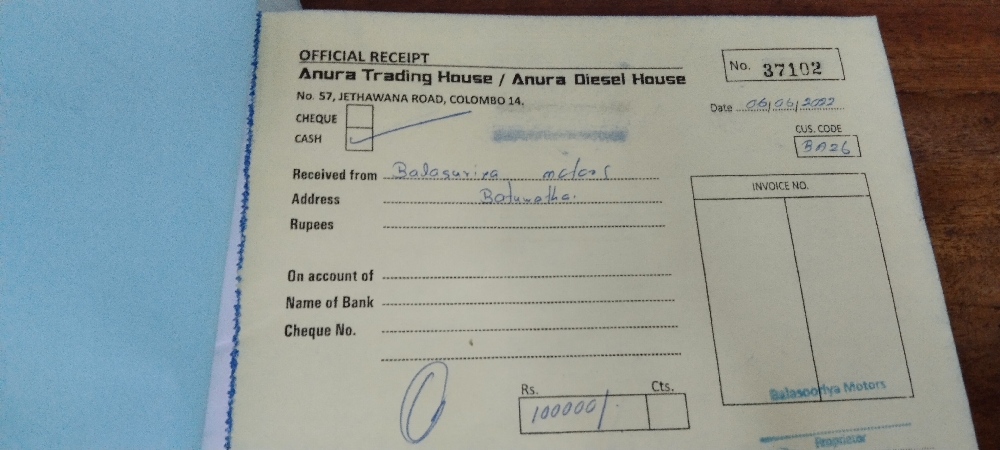 OFFICIAL RECEIPT
Anura Trading House / Anura Diesel House
No. 57, JETHAWANA ROAD, COLOMBO 14.
No. 37102
Date 06/06/2022
CHEQUE
CASH
CUS. CODE
BA26
Received from Balasuriya motors
Address Batuwatha.
Rupees
INVOICE NO.
On account of
Name of Bank
Cheque No.
Rs. Cts.
100000/-
Balasooriya Motors
Proprietor